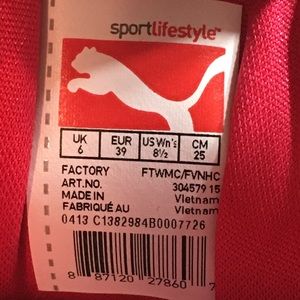 sportlifestyle™
UK EUR US Wn's CM
6 39 8½ 25
FACTORY FTWMC/FVNHC
ART.NO. 304579 15
MADE IN Vietnam
FABRIQUÉ AU Vietnam
0413 C1382984B0007726
8 87120 27860 7